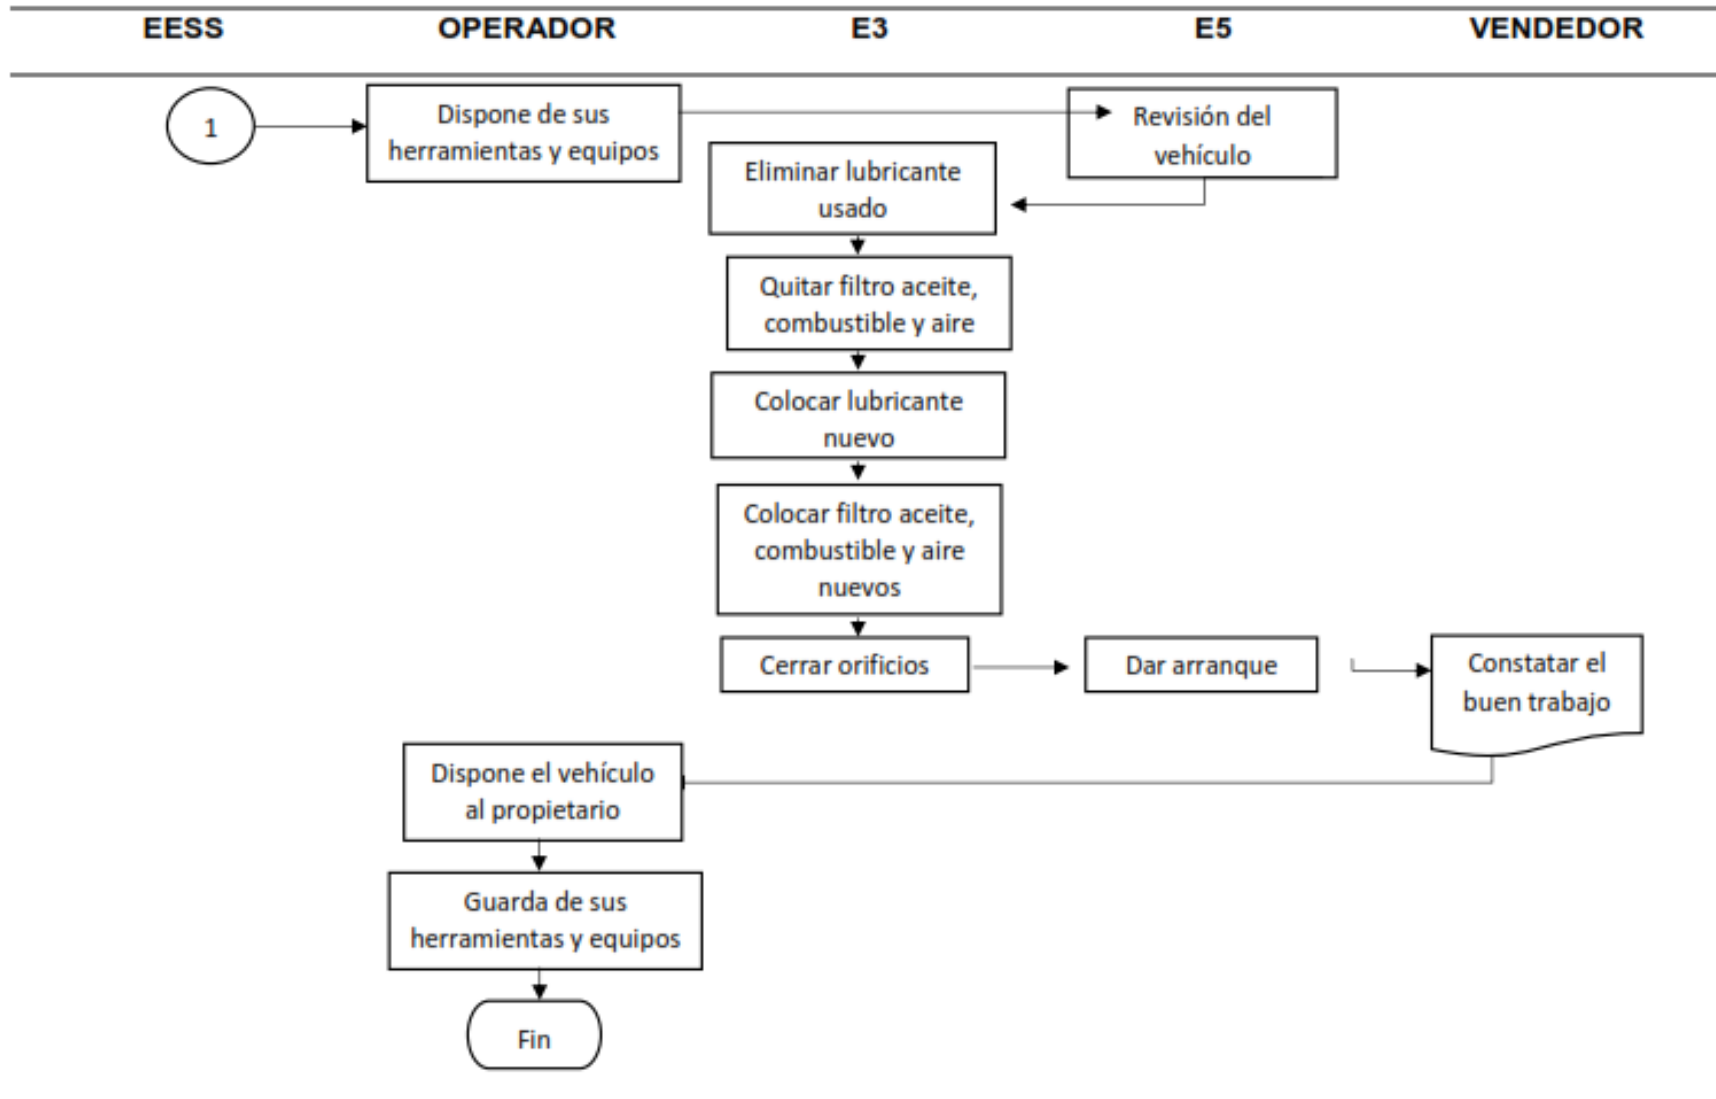 EESS OPERADOR E3 E5 VENDEDOR
1
Dispone de sus
herramientas y equipos
Revisión del
vehículo
Eliminar lubricante
usado
Quitar filtro aceite,
combustible y aire
Colocar lubricante
nuevo
Colocar filtro aceite,
combustible y aire
nuevos
Cerrar orificios
Dar arranque
Constatar el
buen trabajo
Dispone el vehículo
al propietario
Guarda de sus
herramientas y equipos
Fin